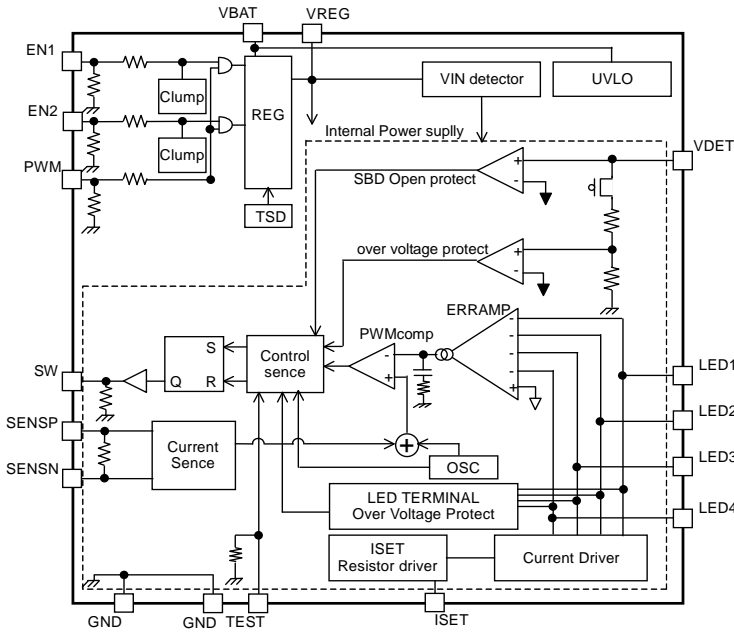 VBAT
VREG
EN1
Clump
REG
VIN detector
UVLO
EN2
Internal Power suplly
Clump
PWM
VDET
+
-
SBD Open protect
TSD
over voltage protect
+
-
ERRAMP
PWMcomp
-
-
-
-
+
S
Control
sence
-
+
SW
Q
R
LED1
LED2
SENSP
Current
Sence
+
OSC
LED3
SENSN
LED TERMINAL
Over Voltage Protect
LED4
ISET
Resistor driver
Current Driver
GND
GND
TEST
ISET